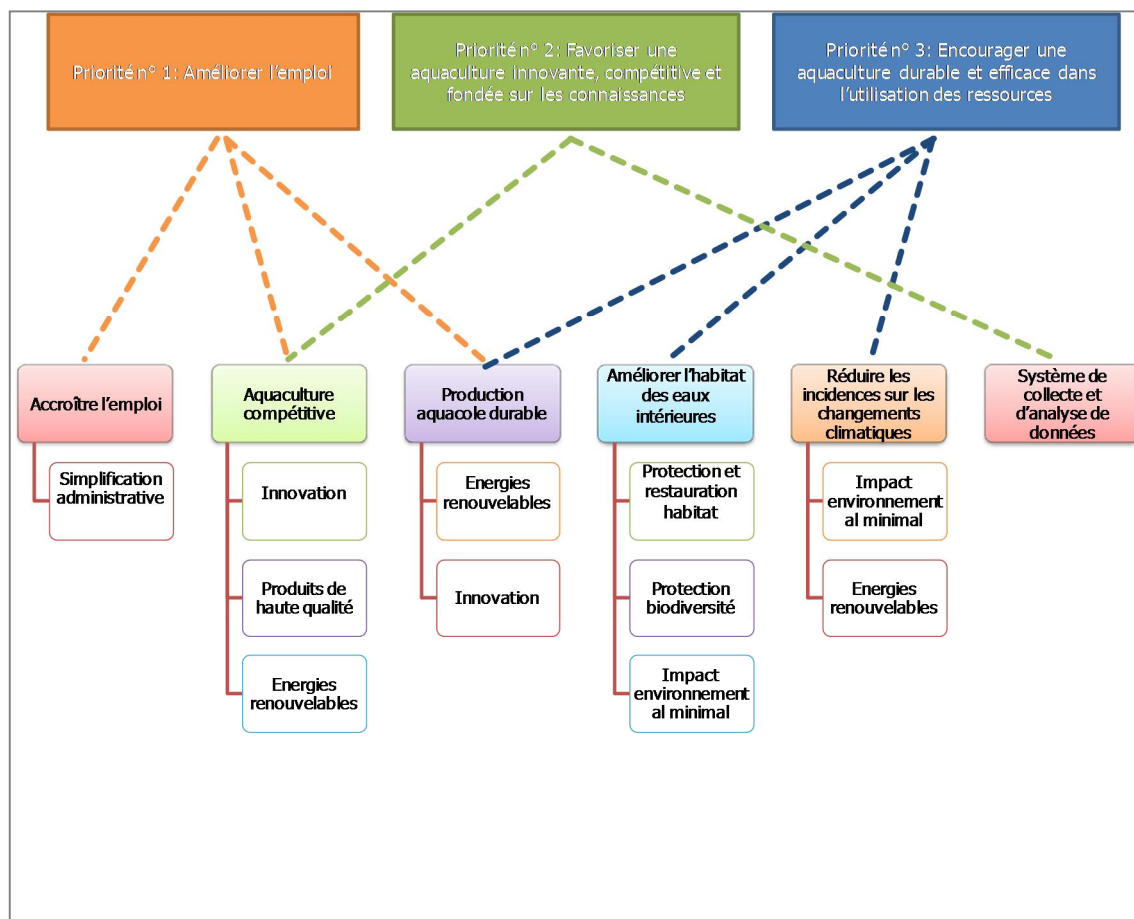 Priorité n° 1: Améliorer l'emploi
Priorité n° 2: Favoriser une
aquaculture innovante, compétitive et
fondée sur les connaissances
Priorité n° 3: Encourager une
aquaculture durable et efficace dans
l'utilisation des ressources
Accroître l'emploi
Simplification
administrative
Aquaculture
compétitive
Innovation
Produits de
haute qualité
Energies
renouvelables
Production
aquacole durable
Energies
renouvelables
Innovation
Améliorer l'habitat
des eaux
intérieures
Protection et
restauration
habitat
Protection
biodiversité
Impact
environnement
al minimal
Réduire les
incidences sur les
changements
climatiques
Impact
environnement
al minimal
Energies
renouvelables
Système de
collecte et
d'analyse de
données